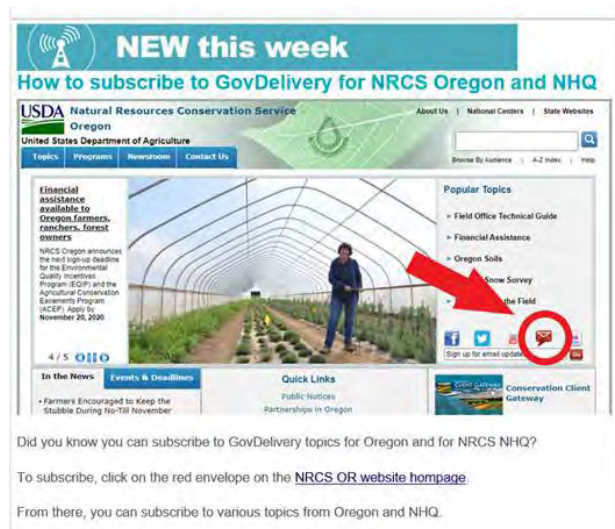 NEW this week
How to subscribe to GovDelivery for NRCS Oregon and NHQ
USDA Natural Resources Conservation Service
Oregon
United States Department of Agriculture
About Us | National Centers | State Websites
Topics Programs Newsroom Contact Us
Browse By Audience | A-Z Index | Help
Financial
assistance
available to
Oregon farmers,
ranchers, forest
owners
NRCS Oregon announces
the next sign-up deadline
for the Environmental
Quality Incentives
Program (EQIP) and the
Agricultural Conservation
Easements Program
(ACEP). Apply by
November 20, 2020.
4 / 5
Popular Topics
Field Office Technical Guide
Financial Assistance
Oregon Soils
Snow Survey
the Field
Sign up for email update
Go
In the News Events & Deadlines
• Farmers Encouraged to Keep the
Stubble During No-Till November
Quick Links
Public Notices
Partnerships in Oregon
CLIENT GATEWAY
Conservation Client
Gateway
Did you know you can subscribe to GovDelivery topics for Oregon and for NRCS NHQ?
To subscribe, click on the red envelope on the NRCS OR website hompage.
From there, you can subscribe to various topics from Oregon and NHQ.